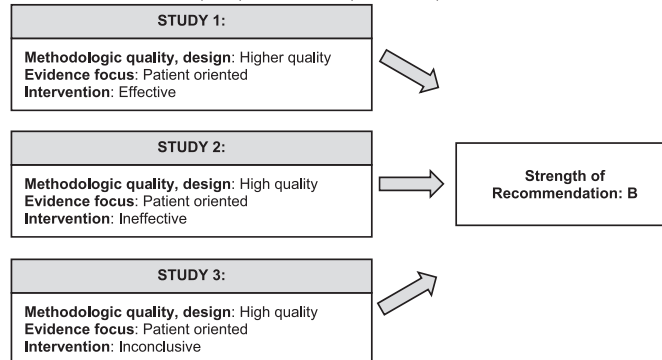 STUDY 1:
Methodologic quality, design: Higher quality
Evidence focus: Patient oriented
Intervention: Effective
STUDY 2:
Methodologic quality, design: High quality
Evidence focus: Patient oriented
Intervention: Ineffective
Strength of
Recommendation: B
STUDY 3:
Methodologic quality, design: High quality
Evidence focus: Patient oriented
Intervention: Inconclusive